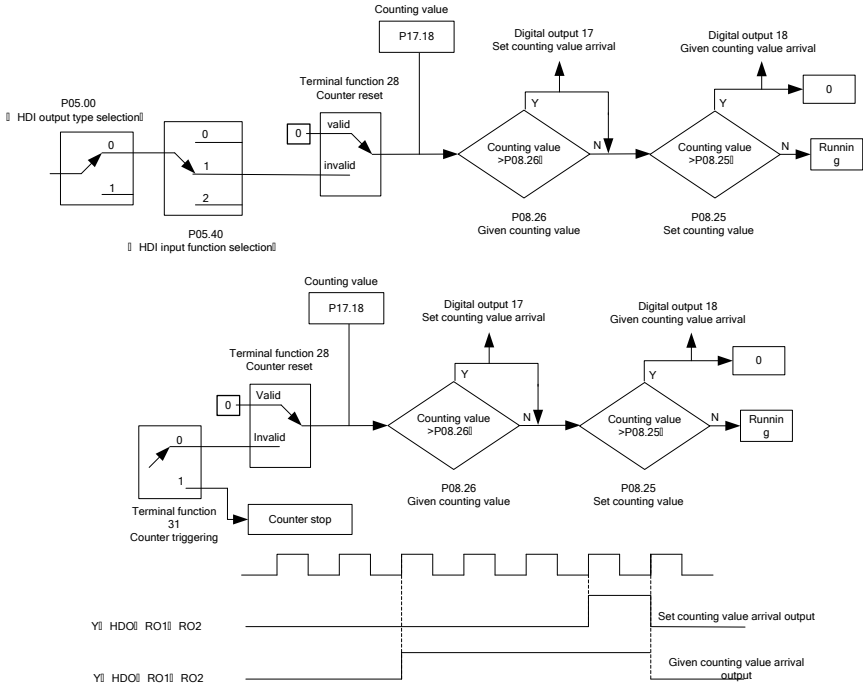 Counting value
P17.18
Digital output 17
Set counting value arrival
Digital output 18
Given counting value arrival
Terminal function 28
Counter reset
P05.00
HDI output type selection
0
1
0
1
2
P05.40
HDI input function selection
0
valid
invalid
Y
Counting value
>P08.26
N
P08.26
Given counting value
Y
0
Counting value
>P08.25
N
Runnin
g
P08.25
Set counting value
Counting value
P17.18
Digital output 17
Set counting value arrival
Digital output 18
Given counting value arrival
Terminal function 28
Counter reset
0
Valid
Invalid
0
1
Terminal function
31
Counter triggering
Counter stop
Y
Counting value
>P08.26
N
P08.26
Given counting value
Y
0
Counting value
>P08.25
N
Runnin
g
P08.25
Set counting value
Y HDO RO1 RO2
Set counting value arrival output
Y HDO RO1 RO2
Given counting value arrival
output